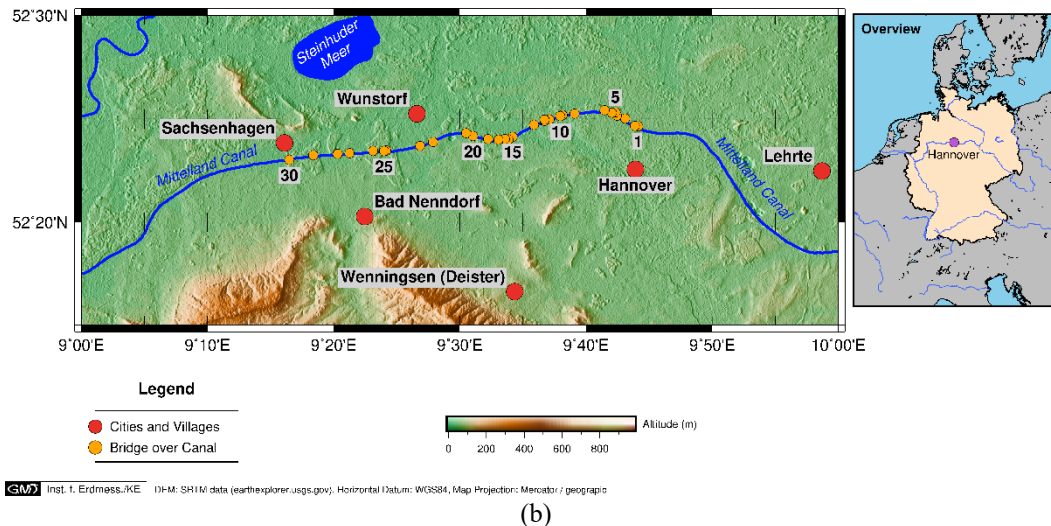 52°30'N
Steinhuder
Meer
Wunstorf
5
Sachsenhagen
10
1
20
15
25
30
Mittelland Canal
Mittelland Canal
Lehrte
Hannover
52°20'N
Bad Nenndorf
Wenningsen (Deister)
9°00'E
9°10'E
9°20'E
9°30'E
9°40'E
9°50'E
10°00'E
Overview
Hannover
Legend
Cities and Villages
Bridge over Canal
Altitude (m)
0
200
400
600
800
GMT Inst. f. Erdmess./KE DEM: SRTM data (earthexplorer.usgs.gov), Horizontal Datum: WGS84, Map Projection: Mercator / geograpic
(b)